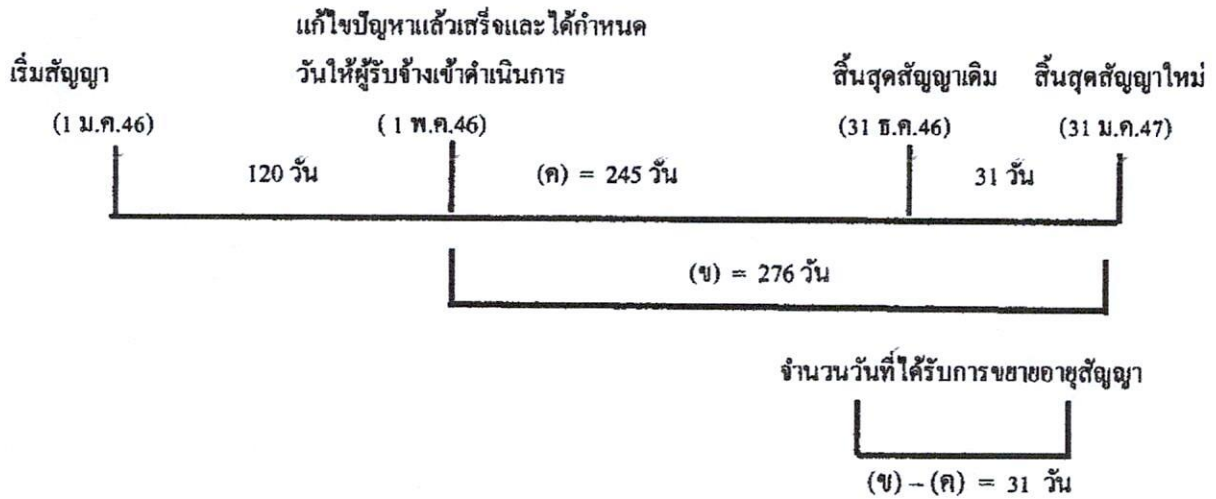 แก้ไขปัญหาแล้วเสร็จและได้กำหนด
เริ่มสัญญา วันให้ผู้รับจ้างเข้าดำเนินการ สิ้นสุดสัญญาเดิม สิ้นสุดสัญญาใหม่
(1 ม.ค.46) ( 1 พ.ค.46) (31 ธ.ค.46) (31 ม.ค.47)
120 วัน (ค) = 245 วัน 31 วัน
(ข) = 276 วัน
จำนวนวันที่ได้รับการขยายอายุสัญญา
(ข) – (ค) = 31 วัน